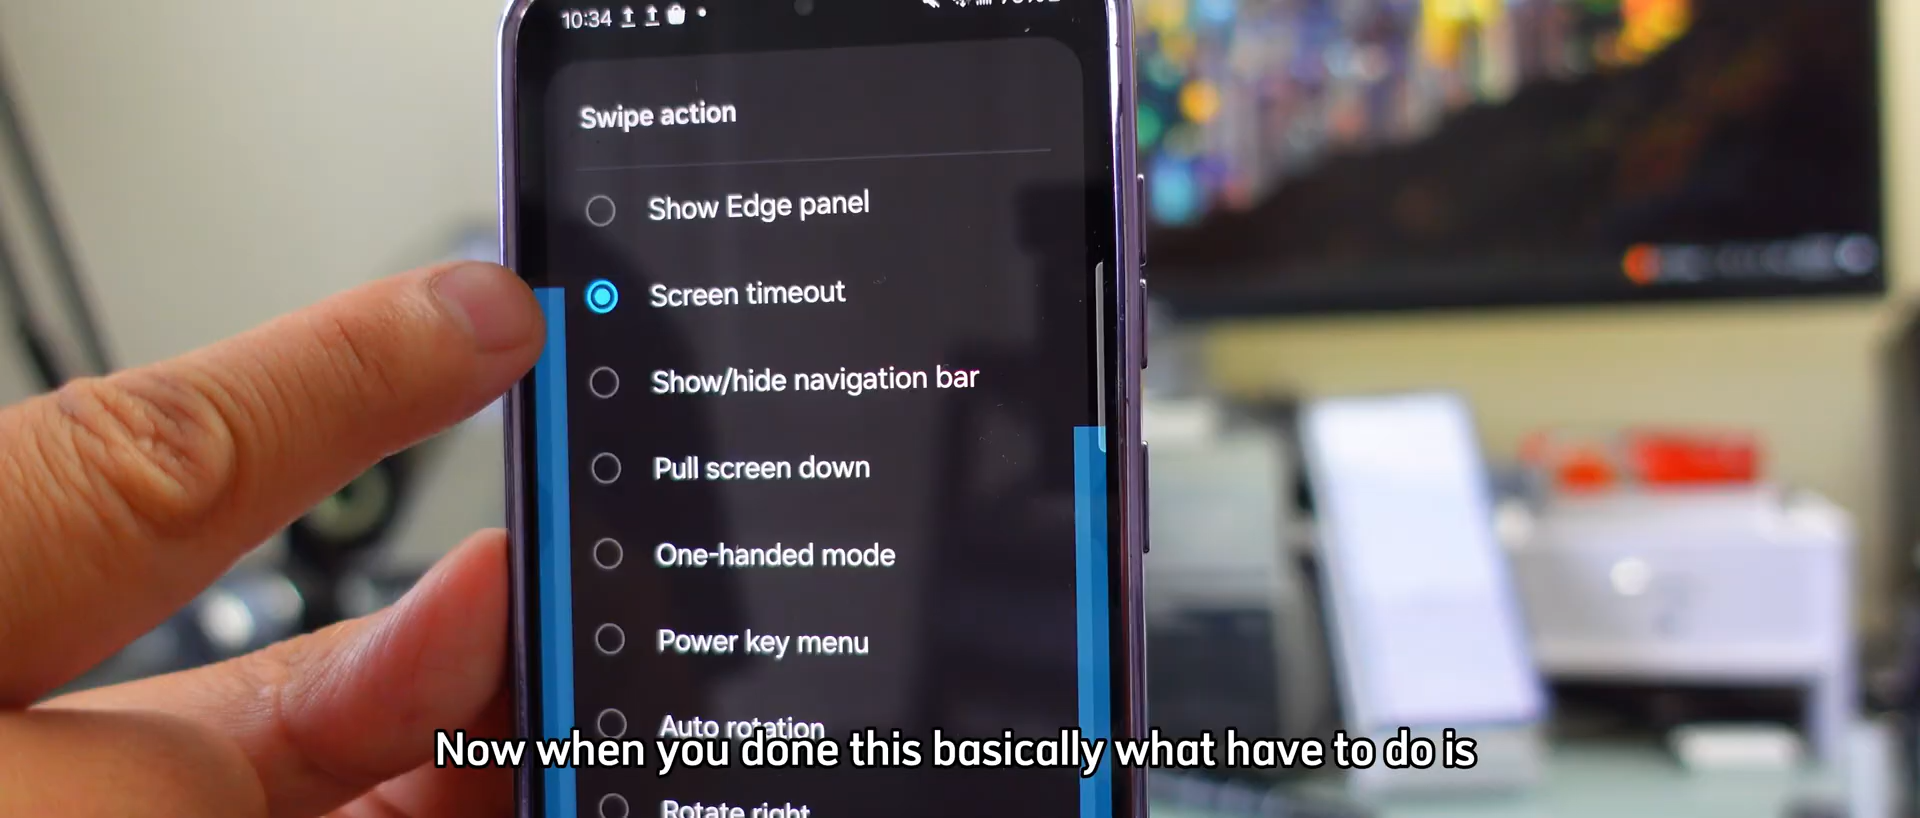 10:34
Swipe action
Show Edge panel
Screen timeout
Show/hide navigation bar
Pull screen down
One-handed mode
Power key menu
Auto rotation
Now when you done this basically what have to do is
Rotate right